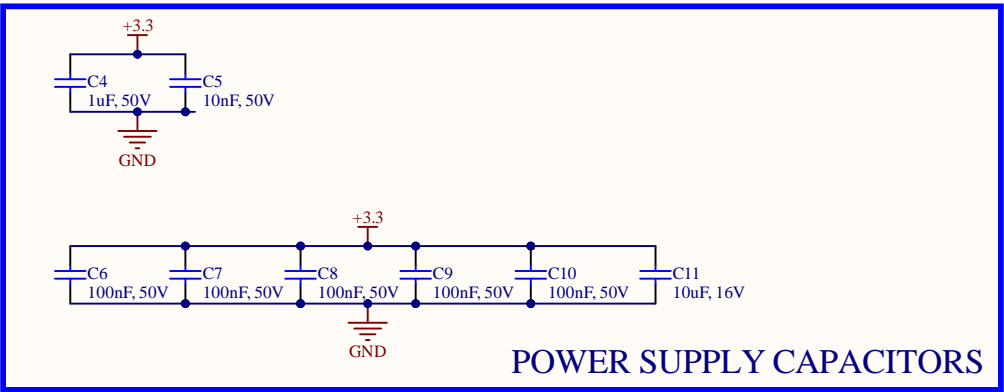 +3.3
C4
1uF, 50V
C5
10nF, 50V
GND
+3.3
C6
100nF, 50V
C7
100nF, 50V
C8
100nF, 50V
C9
100nF, 50V
C10
100nF, 50V
C11
10uF, 16V
GND
POWER SUPPLY CAPACITORS